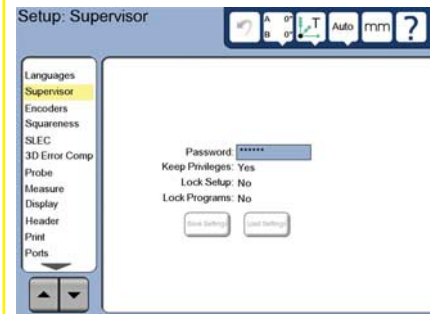 Setup: Supervisor
A 0°
B 0°
T
Auto
mm
?
Languages
Supervisor
Encoders
Squareness
SLEC
3D Error Comp
Probe
Measure
Display
Header
Print
Ports
Password: ******
Keep Privileges: Yes
Lock Setup: No
Lock Programs: No
Save Settings
Load Settings